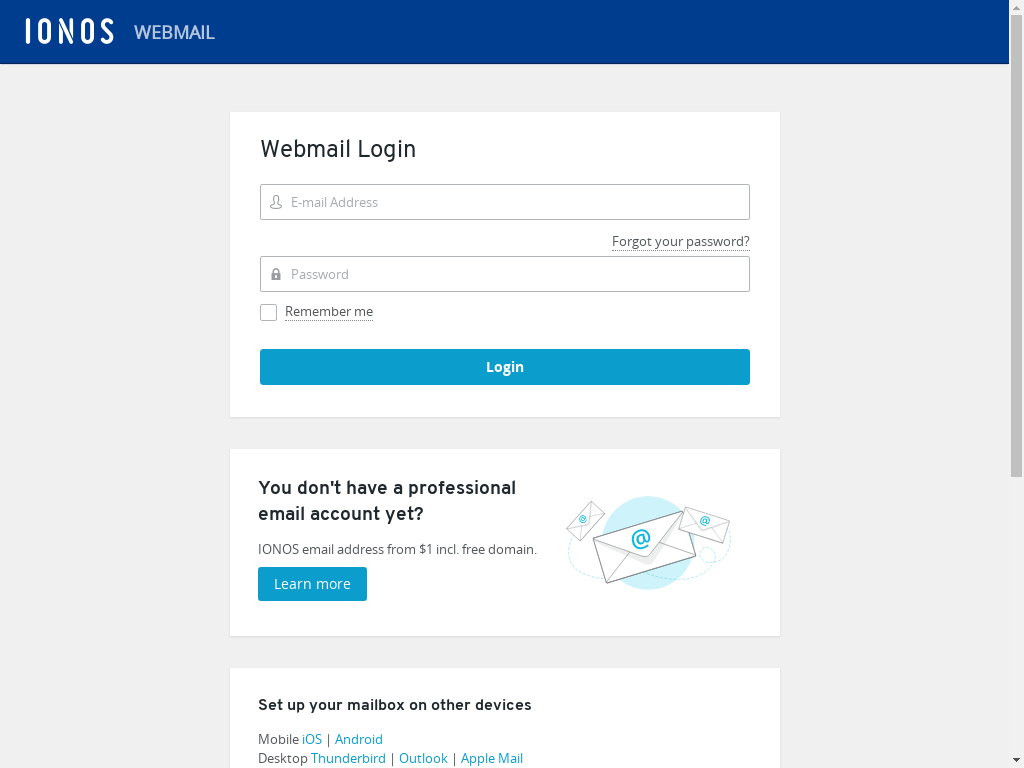 IONOS WEBMAIL
Webmail Login
E-mail Address
Forgot your password?
Password
Remember me
Login
You don't have a professional
email account yet?
IONOS email address from $1 incl. free domain.
Learn more
@
@
@
Set up your mailbox on other devices
Mobile iOS | Android
Desktop Thunderbird | Outlook | Apple Mail